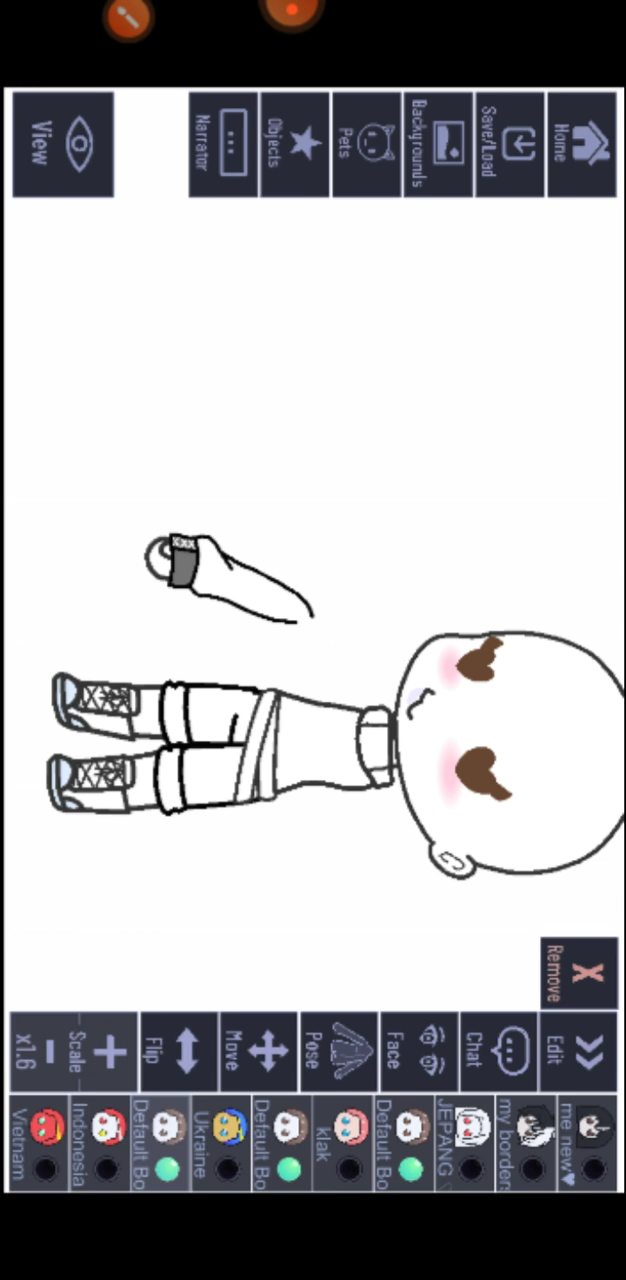 Home
Save/Load
Backgrounds
Pets
Objects
Narrator
View
XXX
X
Remove
Edit
Chat
Face
Pose
Move
Flip
Scale
x1.6
me new♥
my border
JEPANG
Default Bo
klak
Default Bo
Ukraine
Default Bo
Indonesia
Vietnam